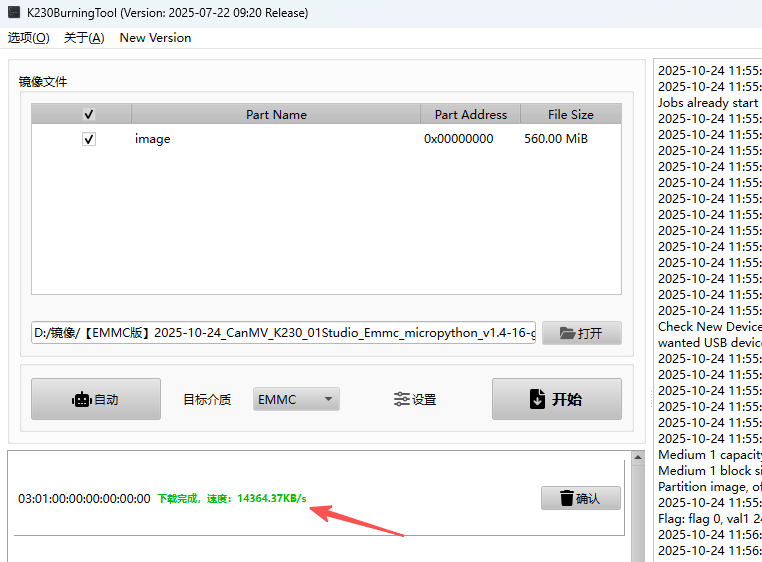 K230BurningTool (Version: 2025-07-22 09:20 Release)
选项(O) 关于(A) New Version
镜像文件
Part Name Part Address File Size
image 0x00000000 560.00 MiB
D:/镜像/【EMMC版】2025-10-24_CanMV_K230_01Studio_Emmc_micropython_v1.4-16-g 打开
自动 目标介质 EMMC 设置 开始
03:01:00:00:00:00:00:00 下载完成，速度：14364.37KB/s 确认
2025-10-24 11:55:
2025-10-24 11:55:
Jobs already start
2025-10-24 11:55:
2025-10-24 11:55:
2025-10-24 11:55:
2025-10-24 11:55:
2025-10-24 11:55:
2025-10-24 11:55:
2025-10-24 11:55:
2025-10-24 11:55:
2025-10-24 11:55:
2025-10-24 11:55:
2025-10-24 11:55:
2025-10-24 11:55:
2025-10-24 11:55:
Check New Device
wanted USB device
2025-10-24 11:55:
2025-10-24 11:55:
2025-10-24 11:55:
2025-10-24 11:55:
2025-10-24 11:55:
2025-10-24 11:55:
Medium 1 capacity
Medium 1 block si
Partition image, of
2025-10-24 11:55:
Flag: flag 0, val1 24
2025-10-24 11:56:
2025-10-24 11:56: